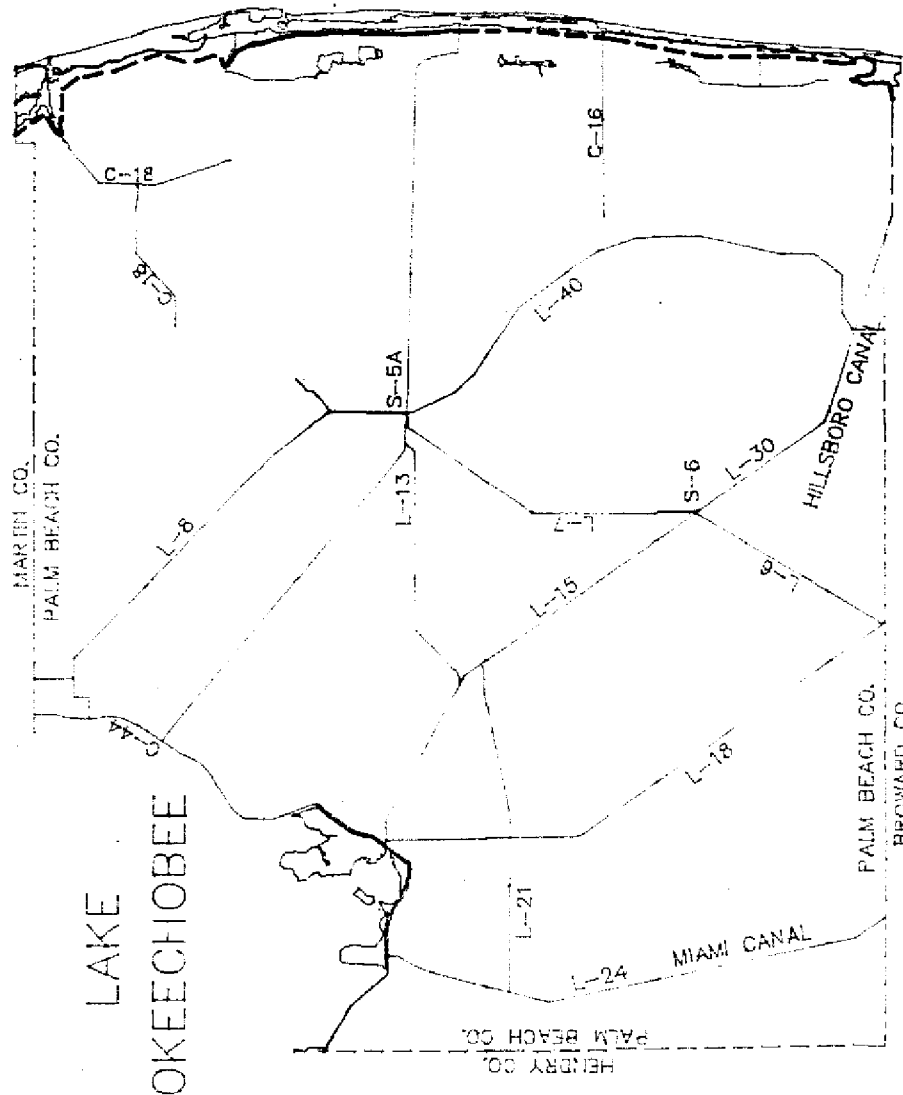 MARTIN CO.
PALM BEACH CO.
C-18
C-18
C-16
L-40
S-5A
L-8
L-13
L-7
S-6
L-30
HILLSBORO CANAL
L-15
L-6
C-44
LAKE
OKEECHOBEE
L-18
L-21
L-24
MIAMI CANAL
PALM BEACH CO.
BROWARD CO.
HENDRY CO.
PALM BEACH CO.